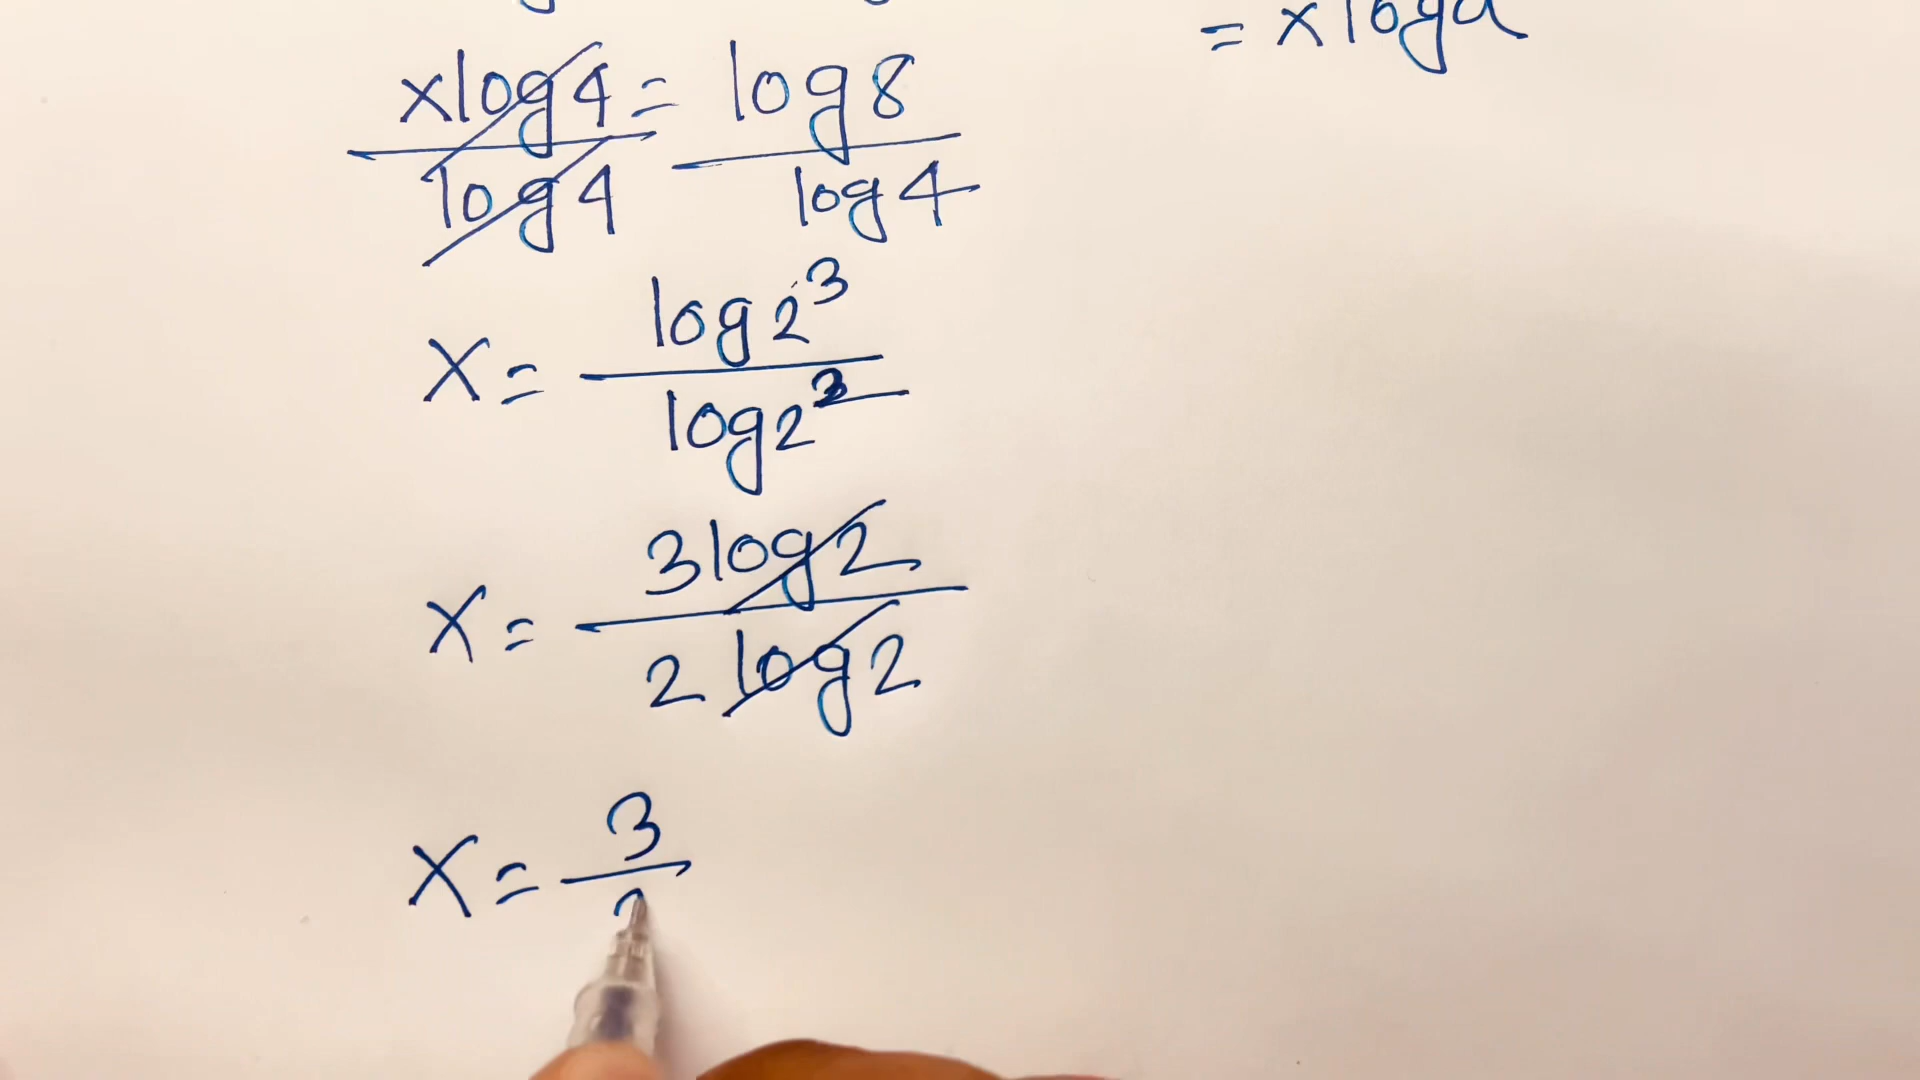 = x log a
x log 4 = log 8
log 4 log 4
log 2³
x =
log 2²
3 log 2
x =
2 log 2
3
x =
2